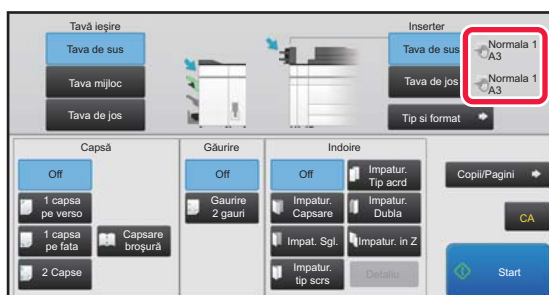 Tavă ieşire
Inserter
Tava de sus
Tava mijloc
Tava de jos
Tava de sus
Normala 1
A3
Tava de jos
Normala 1
A3
Tip si format
Capsă
Găurire
Indoire
Off
1 capsa
pe verso
1 capsa
pe fata
Capsare
broşură
2 Capse
Off
Gaurire
2 gauri
Off
Impatur.
Tip acrd
Impatur.
Capsare
Impatur.
Dubla
Impat. Sgl.
Impatur. in Z
Impatur.
tip scrs
Detaliu
Copii/Pagini
CA
Start